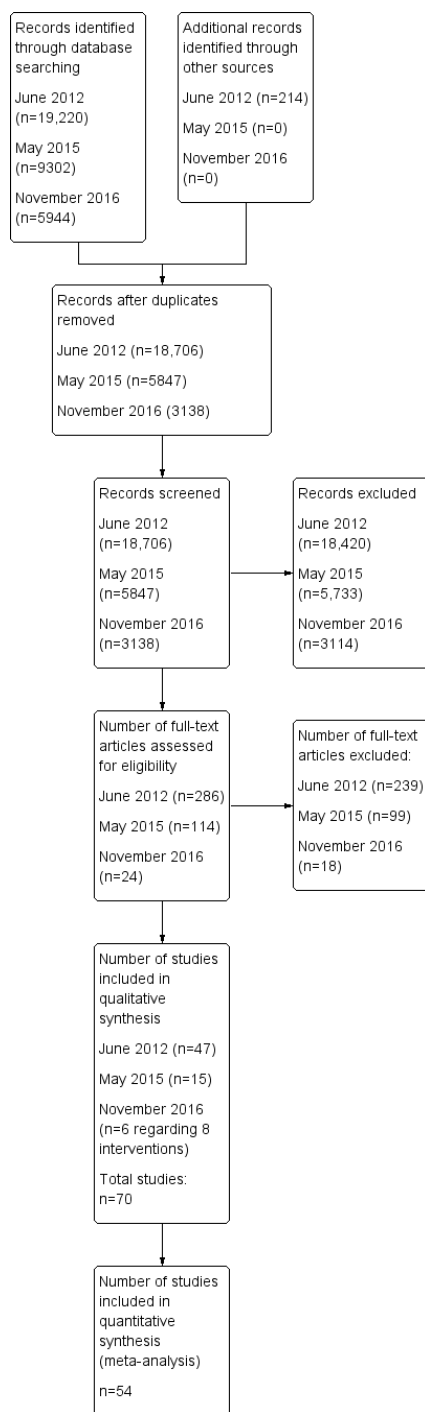 Records identified
through database
searching
June 2012
(n=19,220)
May 2015
(n=9302)
November 2016
(n=5944)
Additional records
identified through
other sources
June 2012 (n=214)
May 2015 (n=0)
November 2016
(n=0)
Records after duplicates
removed
June 2012 (n=18,706)
May 2015 (n=5847)
November 2016 (3138)
Records screened
June 2012
(n=18,706)
May 2015
(n=5847)
November 2016
(n=3138)
Records excluded
June 2012
(n=18,420)
May 2015
(n=5,733)
November 2016
(n=3114)
Number of full-text
articles assessed
for eligibility
June 2012 (n=286)
May 2015 (n=114)
November 2016
(n=24)
Number of full-text
articles excluded:
June 2012 (n=239)
May 2015 (n=99)
November 2016
(n=18)
Number of studies
included in
qualitative
synthesis
June 2012 (n=47)
May 2015 (n=15)
November 2016
(n=6 regarding 8
interventions)
Total studies:
n=70
Number of studies
included in
quantitative
synthesis
(meta-analysis)
n=54